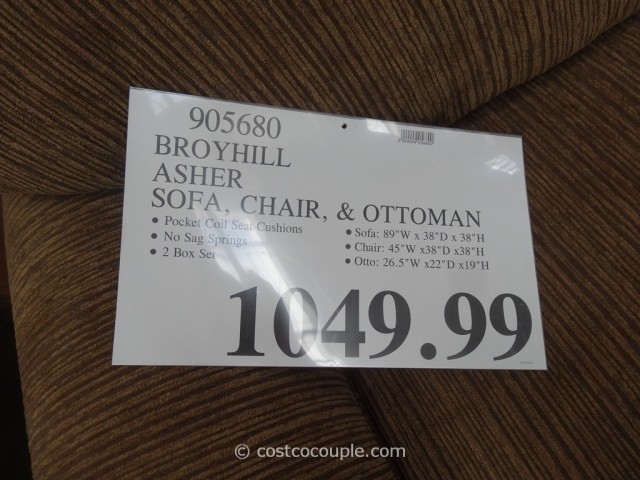 905680
BROYHILL
ASHER
SOFA, CHAIR, & OTTOMAN
• Pocket Coil Seat Cushions
• No Sag Springs
• 2 Box Set
• Sofa: 89"W x 38"D x 38"H
• Chair: 45"W x38"D x38"H
• Otto: 26.5"W x22"D x19"H
1049.99
© costcocouple.com